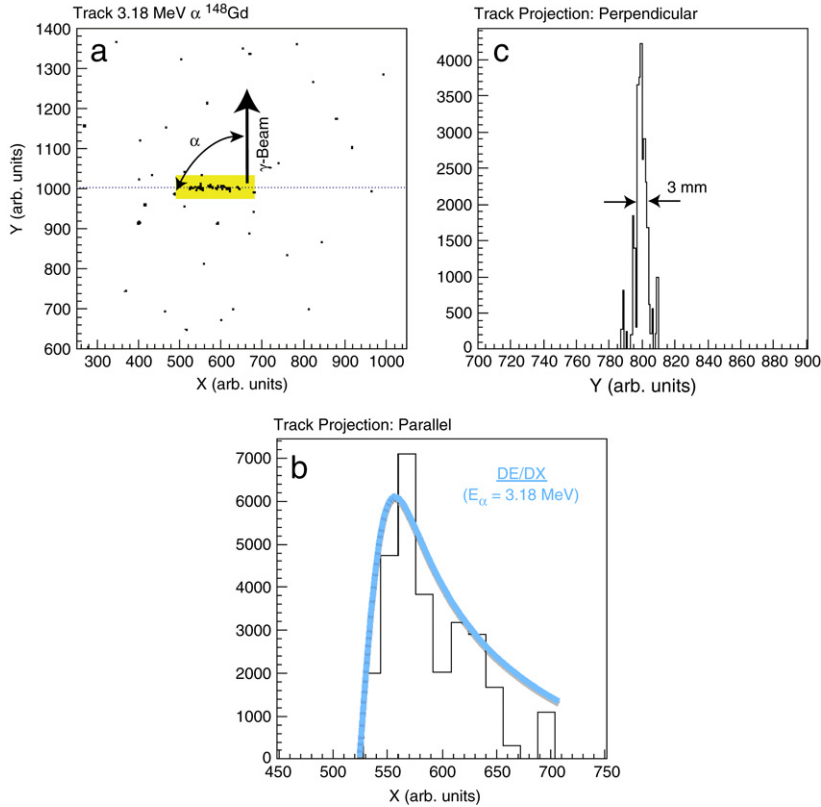 Track 3.18 MeV α ¹⁴⁸Gd
a
1400
1300
1200
1100
1000
900
800
700
600
Y (arb. units)
α
γ-Beam
300 400 500 600 700 800 900 1000
X (arb. units)
Track Projection: Perpendicular
c
4000
3500
3000
2500
2000
1500
1000
500
0
3 mm
700 720 740 760 780 800 820 840 860 880 900
Y (arb. units)
Track Projection: Parallel
b
7000
6000
5000
4000
3000
2000
1000
0
DE/DX
(Eα = 3.18 MeV)
450 500 550 600 650 700 750
X (arb. units)